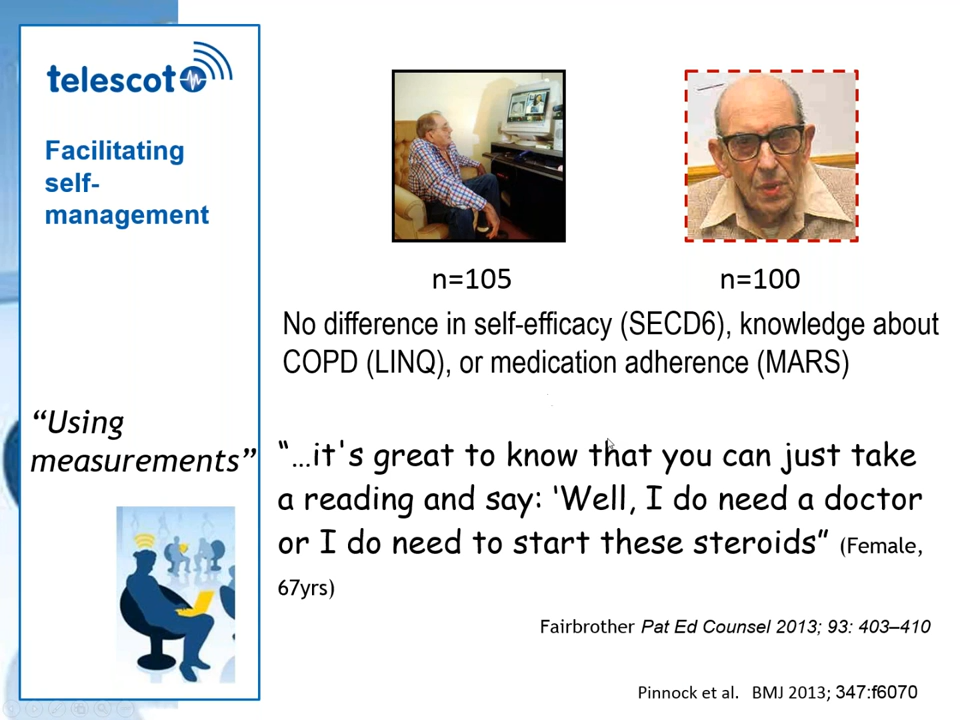 telescot
Facilitating
self-
management
n=105
n=100
No difference in self-efficacy (SECD6), knowledge about
COPD (LINQ), or medication adherence (MARS)
“Using
measurements”
“…it's great to know that you can just take
a reading and say: ‘Well, I do need a doctor
or I do need to start these steroids” (Female,
67yrs)
Fairbrother Pat Ed Counsel 2013; 93: 403–410
Pinnock et al. BMJ 2013; 347:f6070